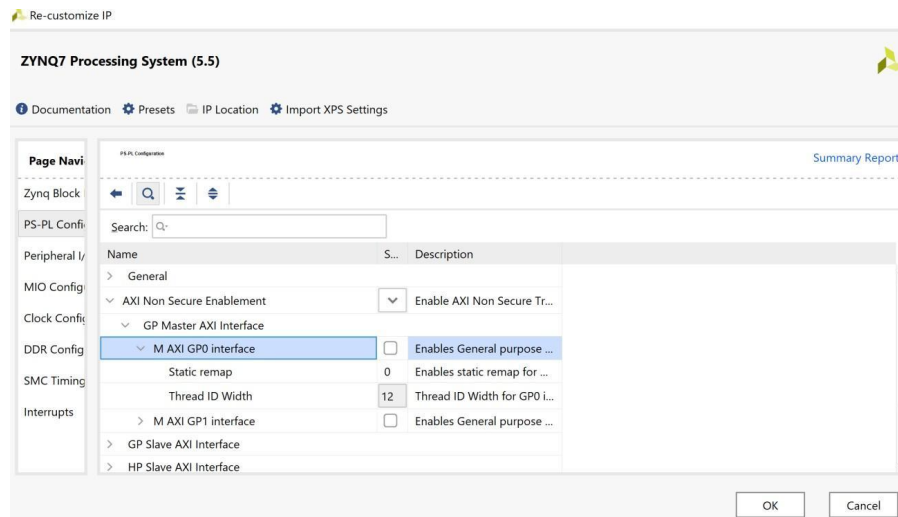 Re-customize IP
ZYNQ7 Processing System (5.5)
Documentation Presets IP Location Import XPS Settings
Page Navi
PS-PL Configuration
Summary Report
Zynq Block
PS-PL Confi
Search: Q-
Peripheral I/
Name S... Description
General
MIO Config
AXI Non Secure Enablement Enable AXI Non Secure Tr...
Clock Config
GP Master AXI Interface
DDR Config
M AXI GP0 interface Enables General purpose ...
SMC Timing
Static remap 0 Enables static remap for ...
Thread ID Width 12 Thread ID Width for GP0 i...
Interrupts
M AXI GP1 interface Enables General purpose ...
GP Slave AXI Interface
HP Slave AXI Interface
OK Cancel